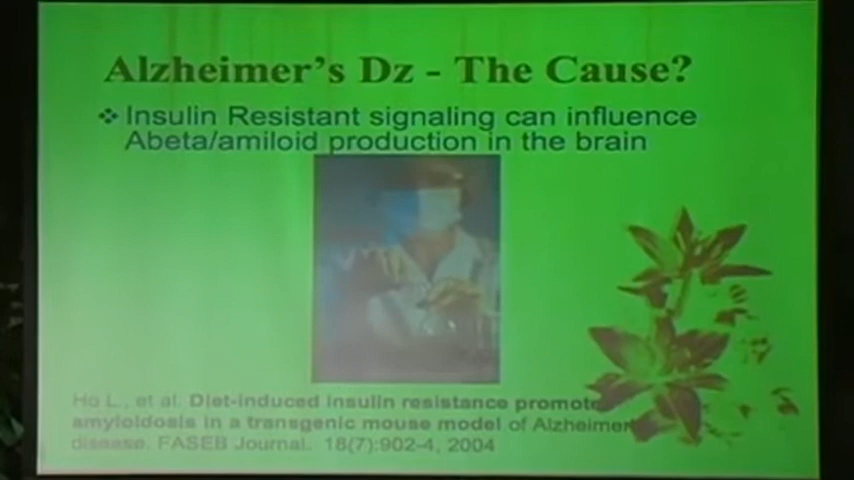 Alzheimer's Dz - The Cause?
❖ Insulin Resistant signaling can influence
Abeta/amiloid production in the brain
Ho L., et al. Diet-induced insulin resistance promote
amyloidosis in a transgenic mouse model of Alzheimer
disease. FASEB Journal. 18(7):902-4, 2004